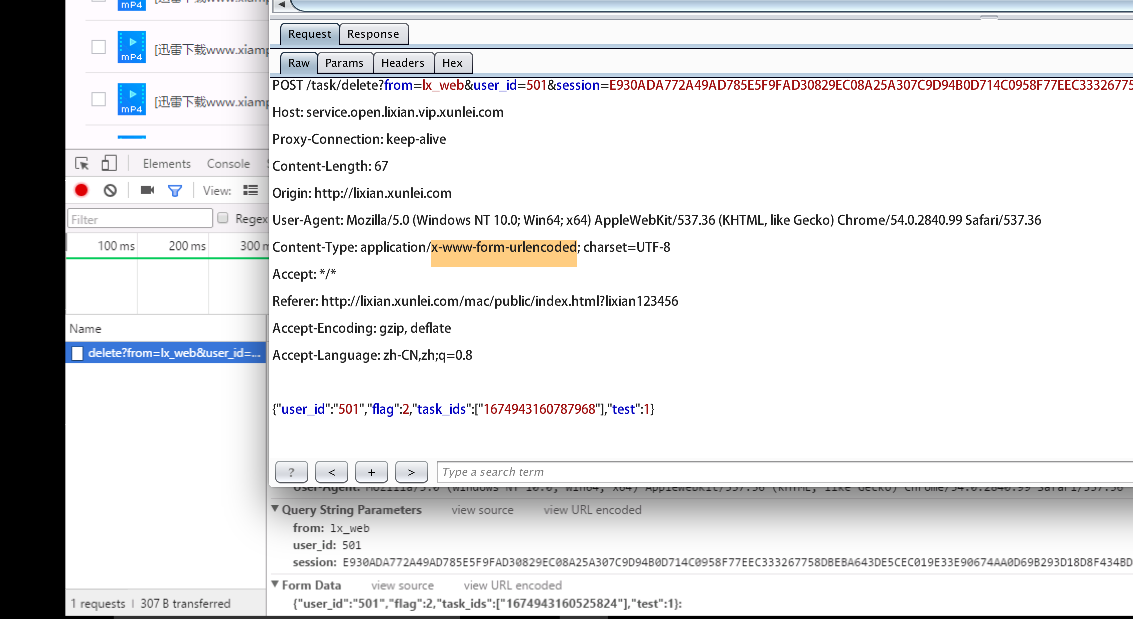 mP4
Request
Response
mP4
[迅雷下载www.xiamp
Raw
Params
Headers
Hex
POST /task/delete?from=lx_web&user_id=501&session=E930ADA772A49AD785E5F9FAD30829EC08A25A307C9D94B0D714C0958F77EEC33326775
mP4
[迅雷下载www.xiamp
Host: service.open.lixian.vip.xunlei.com
Proxy-Connection: keep-alive
Elements
Console
Content-Length: 67
View:
Origin: http://lixian.xunlei.com
Filter
Regex
User-Agent: Mozilla/5.0 (Windows NT 10.0; Win64; x64) AppleWebKit/537.36 (KHTML, like Gecko) Chrome/54.0.2840.99 Safari/537.36
100 ms
200 ms
300 m
Content-Type: application/x-www-form-urlencoded; charset=UTF-8
Accept: */*
Referer: http://lixian.xunlei.com/mac/public/index.html?lixian123456
Name
Accept-Encoding: gzip, deflate
delete?from=lx_web&user_id=...
Accept-Language: zh-CN,zh;q=0.8
{"user_id":"501","flag":2,"task_ids":["1674943160787968"],"test":1}
?
<
+
>
Type a search term
User-Agent: Mozilla/5.0 (Windows NT 10.0; Win64; x64) AppleWebKit/537.36 (KHTML, like Gecko) Chrome/54.0.2840.99 Safari/537.36
Query String Parameters
view source
view URL encoded
from: lx_web
user_id: 501
session: E930ADA772A49AD785E5F9FAD30829EC08A25A307C9D94B0D714C0958F77EEC333267758DBEBA643DE5CEC019E33E90674AA0D69B293D18D8F434BD
Form Data
view source
view URL encoded
{"user_id":"501","flag":2,"task_ids":["1674943160525824"],"test":1}:
1 requests | 307 B transferred